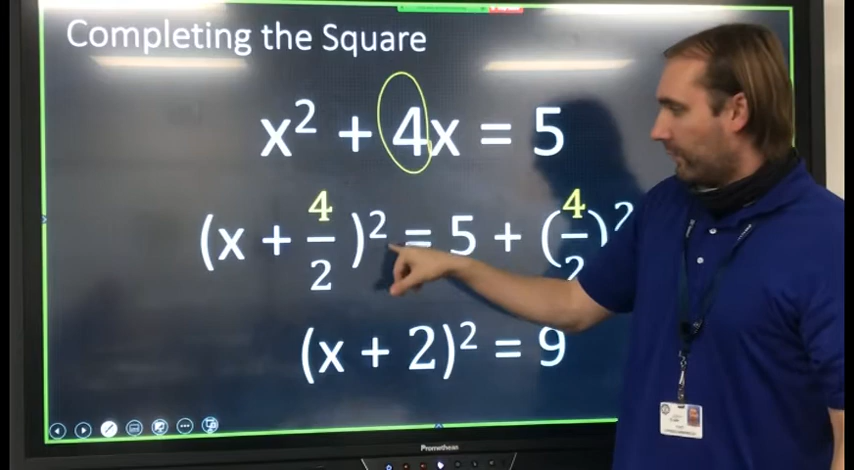 Completing the Square
x² + 4x = 5
(x + 4/2)² = 5 + (4/2)²
(x + 2)² = 9
Promethean